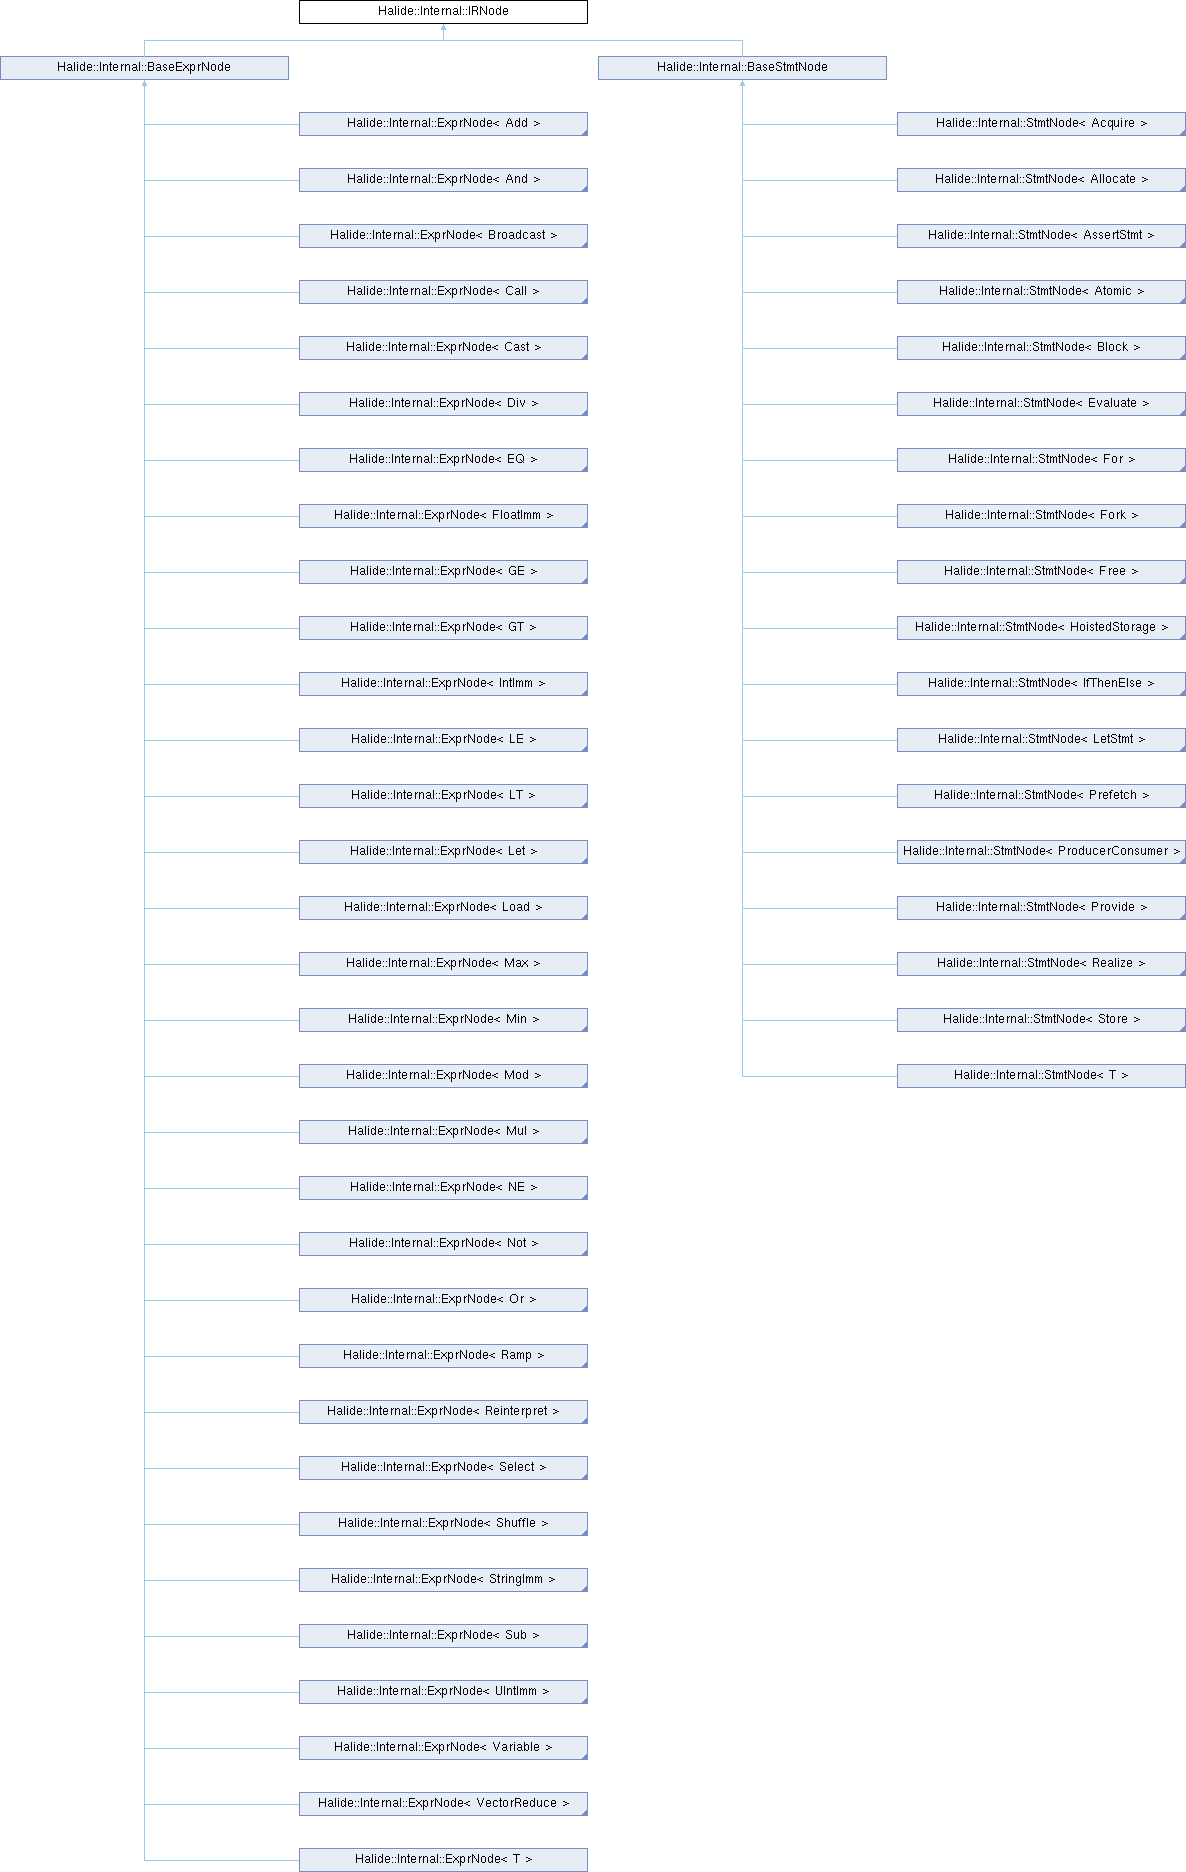 Halide::Internal::IRNode
Halide::Internal::BaseExprNode
Halide::Internal::BaseStmtNode
Halide::Internal::ExprNode< Add >
Halide::Internal::StmtNode< Acquire >
Halide::Internal::ExprNode< And >
Halide::Internal::StmtNode< Allocate >
Halide::Internal::ExprNode< Broadcast >
Halide::Internal::StmtNode< AssertStmt >
Halide::Internal::ExprNode< Call >
Halide::Internal::StmtNode< Atomic >
Halide::Internal::ExprNode< Cast >
Halide::Internal::StmtNode< Block >
Halide::Internal::ExprNode< Div >
Halide::Internal::StmtNode< Evaluate >
Halide::Internal::ExprNode< EQ >
Halide::Internal::StmtNode< For >
Halide::Internal::ExprNode< FloatImm >
Halide::Internal::StmtNode< Fork >
Halide::Internal::ExprNode< GE >
Halide::Internal::StmtNode< Free >
Halide::Internal::ExprNode< GT >
Halide::Internal::StmtNode< HoistedStorage >
Halide::Internal::ExprNode< IntImm >
Halide::Internal::StmtNode< IfThenElse >
Halide::Internal::ExprNode< LE >
Halide::Internal::StmtNode< LetStmt >
Halide::Internal::ExprNode< LT >
Halide::Internal::StmtNode< Prefetch >
Halide::Internal::ExprNode< Let >
Halide::Internal::StmtNode< ProducerConsumer >
Halide::Internal::ExprNode< Load >
Halide::Internal::StmtNode< Provide >
Halide::Internal::ExprNode< Max >
Halide::Internal::StmtNode< Realize >
Halide::Internal::ExprNode< Min >
Halide::Internal::StmtNode< Store >
Halide::Internal::ExprNode< Mod >
Halide::Internal::StmtNode< T >
Halide::Internal::ExprNode< Mul >
Halide::Internal::ExprNode< NE >
Halide::Internal::ExprNode< Not >
Halide::Internal::ExprNode< Or >
Halide::Internal::ExprNode< Ramp >
Halide::Internal::ExprNode< Reinterpret >
Halide::Internal::ExprNode< Select >
Halide::Internal::ExprNode< Shuffle >
Halide::Internal::ExprNode< StringImm >
Halide::Internal::ExprNode< Sub >
Halide::Internal::ExprNode< UIntImm >
Halide::Internal::ExprNode< Variable >
Halide::Internal::ExprNode< VectorReduce >
Halide::Internal::ExprNode< T >